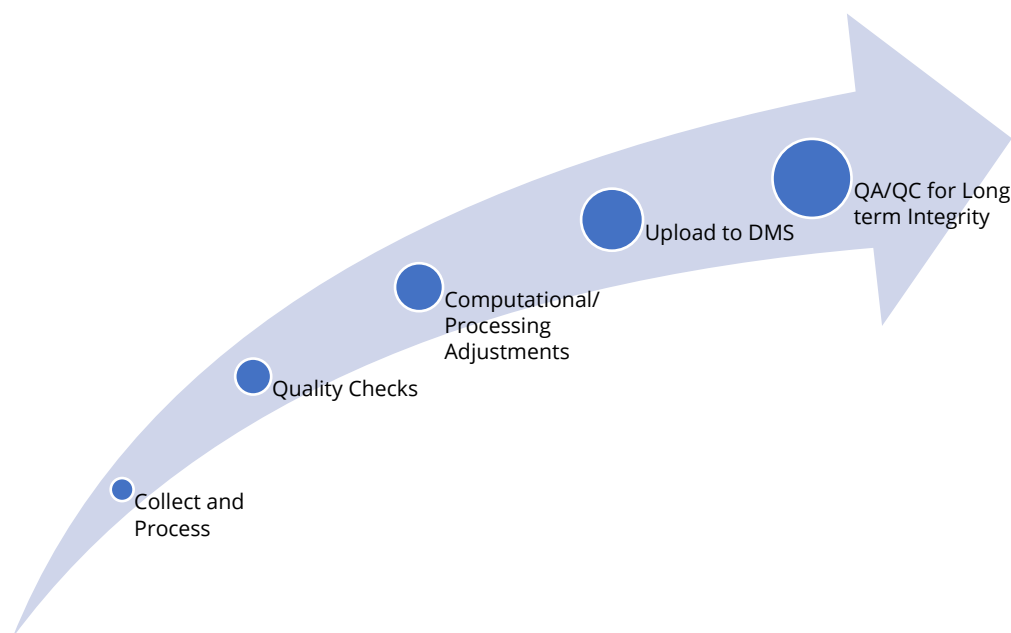 Collect and
Process
Quality Checks
Computational/
Processing
Adjustments
Upload to DMS
QA/QC for Long
term Integrity